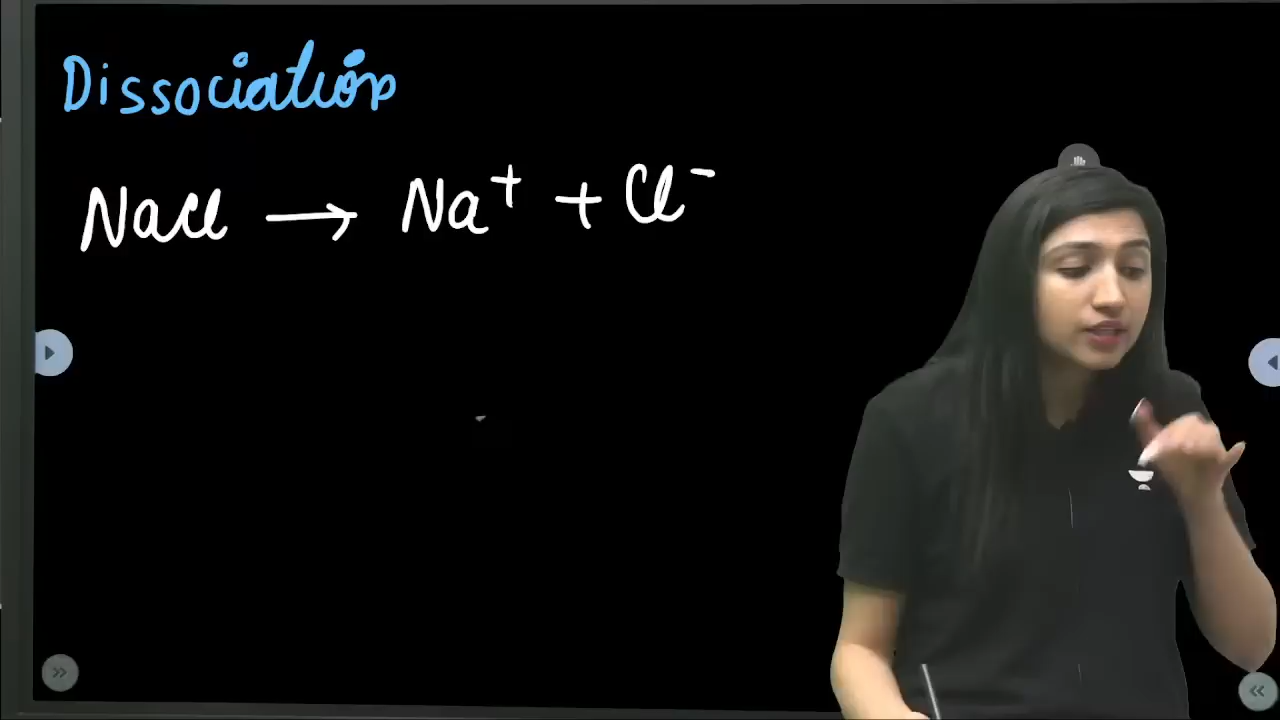 Dissociation
NaCl → Na⁺ + Cl⁻